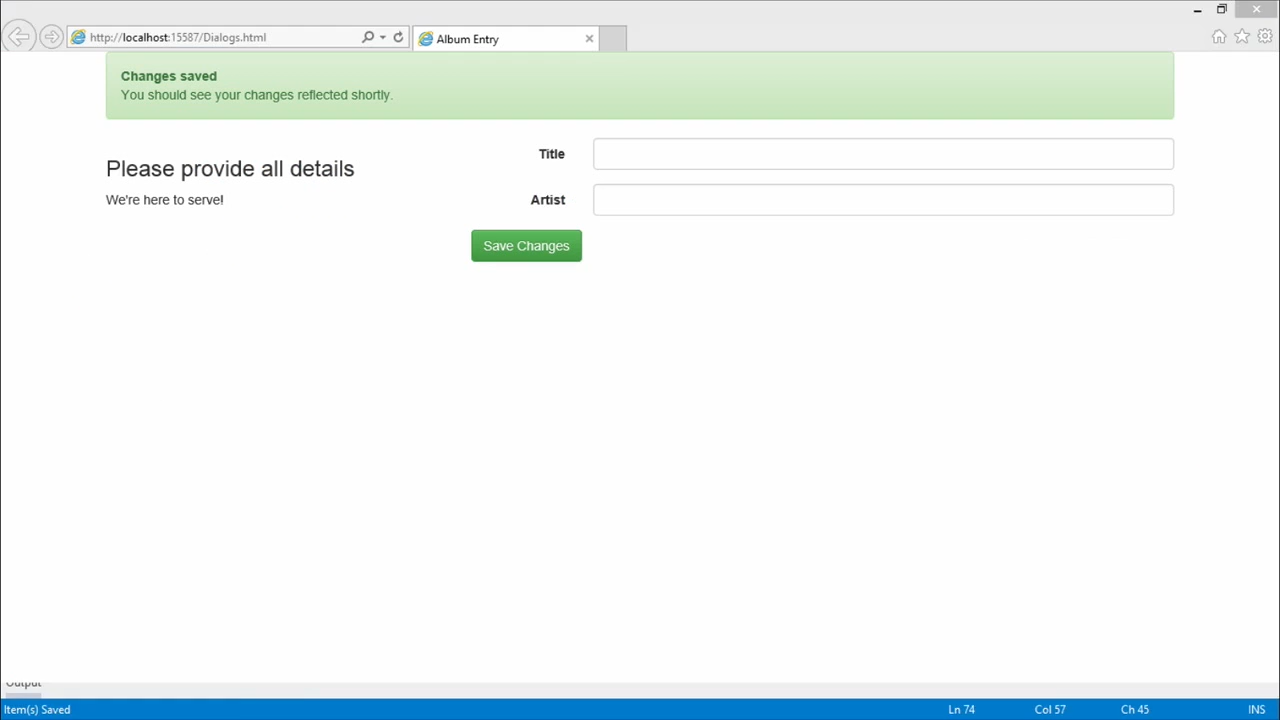 http://localhost:15587/Dialogs.html
Album Entry
Changes saved
You should see your changes reflected shortly.
Please provide all details
We're here to serve!
Title
Artist
Save Changes
Output
Item(s) Saved
Ln 74
Col 57
Ch 45
INS